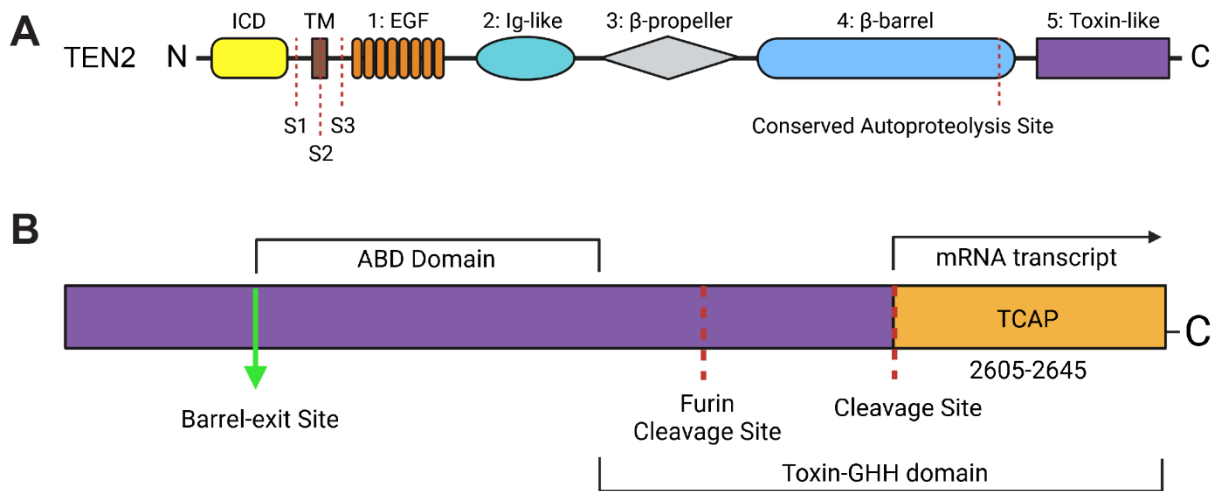 A
TEN2
N
ICD
TM
1: EGF
2: Ig-like
3: β-propeller
4: β-barrel
5: Toxin-like
C
S1
S2
S3
Conserved Autoproteolysis Site
B
ABD Domain
mRNA transcript
TCAP
C
2605-2645
Barrel-exit Site
Furin
Cleavage Site
Cleavage Site
Toxin-GHH domain